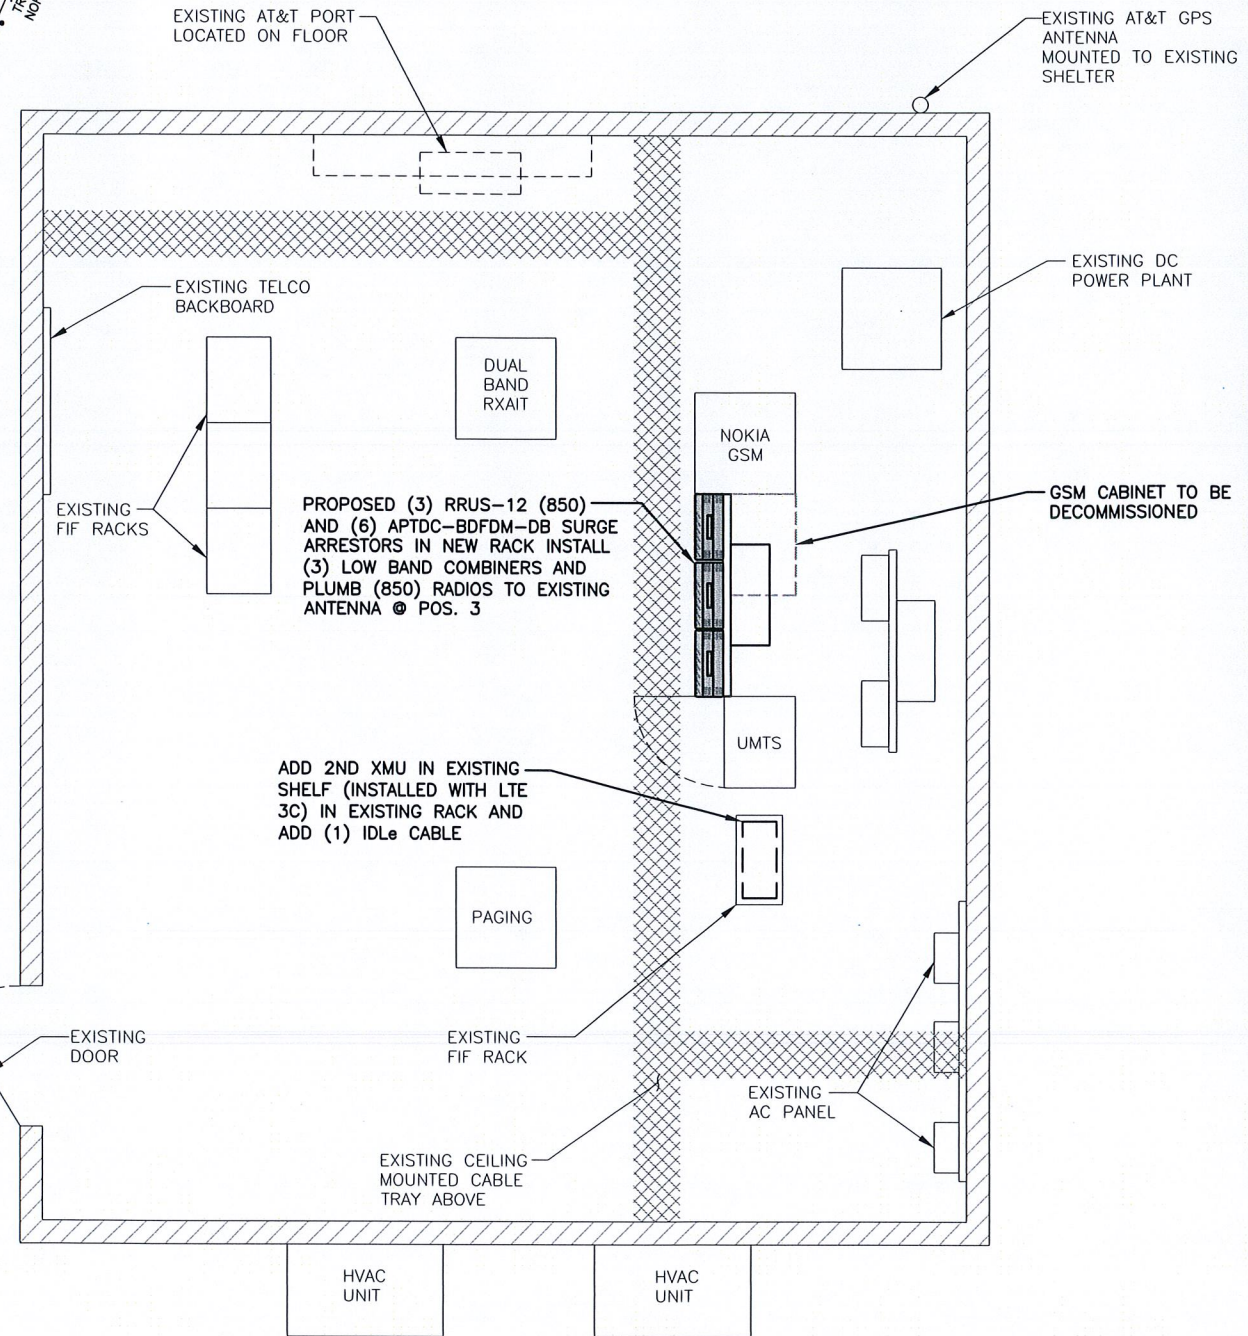 EXISTING AT&T PORT
LOCATED ON FLOOR
EXISTING AT&T GPS
ANTENNA
MOUNTED TO EXISTING
SHELTER
EXISTING TELCO
BACKBOARD
EXISTING DC
POWER PLANT
DUAL
BAND
RXAIT
NOKIA
GSM
EXISTING
FIF RACKS
PROPOSED (3) RRUS-12 (850)
AND (6) APTDC-BDFDM-DB SURGE
ARRESTORS IN NEW RACK INSTALL
(3) LOW BAND COMBINERS AND
PLUMB (850) RADIOS TO EXISTING
ANTENNA @ POS. 3
GSM CABINET TO BE
DECOMMISSIONED
UMTS
ADD 2ND XMU IN EXISTING
SHELF (INSTALLED WITH LTE
3C) IN EXISTING RACK AND
ADD (1) IDLe CABLE
PAGING
EXISTING
DOOR
EXISTING
FIF RACK
EXISTING
AC PANEL
EXISTING CEILING
MOUNTED CABLE
TRAY ABOVE
HVAC
UNIT
HVAC
UNIT